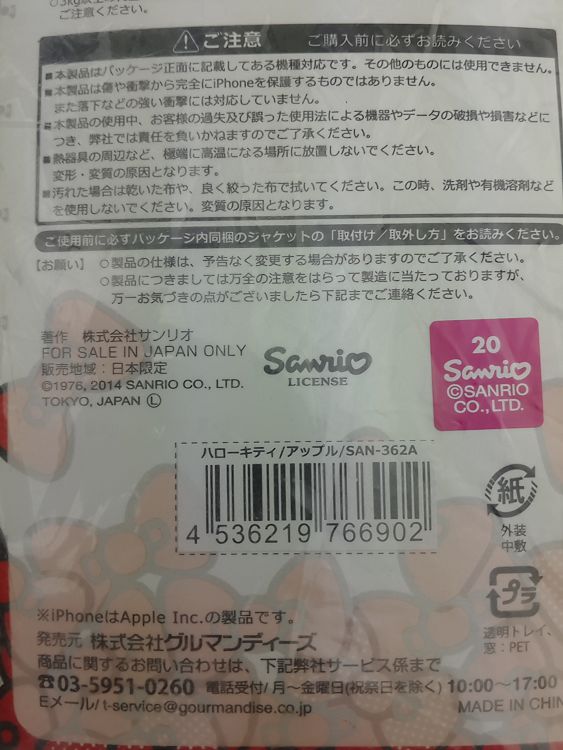 ご注意ください。
ご注意 ご購入前に必ずお読みください
■本製品はパッケージ正面に記載してある機種対応です。その他のものには使用できません。
■本製品は傷や衝撃から完全にiPhoneを保護するものではありません。
また落下などの強い衝撃には対応していません。
■本製品の使用中、お客様の過失及び誤った使用法による機器やデータの破損や損害などに
つき、弊社では責任を負いかねますのでご了承ください。
■熱器具の周辺など、極端に高温になる場所に放置しないでください。
変形・変質の原因となります。
■汚れた場合は乾いた布や、良く絞った布で拭いてください。この時、洗剤や有機溶剤など
を使用しないでください。変質の原因となります。
ご使用前に必ずパッケージ内同梱のジャケットの「取付け/取外し方」をお読みください。
【お願い】 ○製品の仕様は、予告なく変更する場合がありますのでご了承ください。
○製品につきましては万全の注意をはらって製造に当たっておりますが、
万一お気づきの点がございましたら下記までご連絡ください。
著作 株式会社サンリオ
FOR SALE IN JAPAN ONLY
販売地域：日本限定
©1976, 2014 SANRIO CO., LTD.
TOKYO, JAPAN Ⓛ
Sanrio
LICENSE
20
Sanrio
©SANRIO
CO., LTD.
ハローキティ/アップル/SAN-362A
4 536219 766902
紙
外装
中敷
プラ
透明トレイ、
窓：PET
※iPhoneはApple Inc.の製品です。
発売元 株式会社グルマンディーズ
商品に関するお問い合わせは、下記弊社サービス係まで
☎03-5951-0260 電話受付/月～金曜日(祝祭日を除く) 10:00～17:00
Eメール/t-service@gourmandise.co.jp
MADE IN CHIN